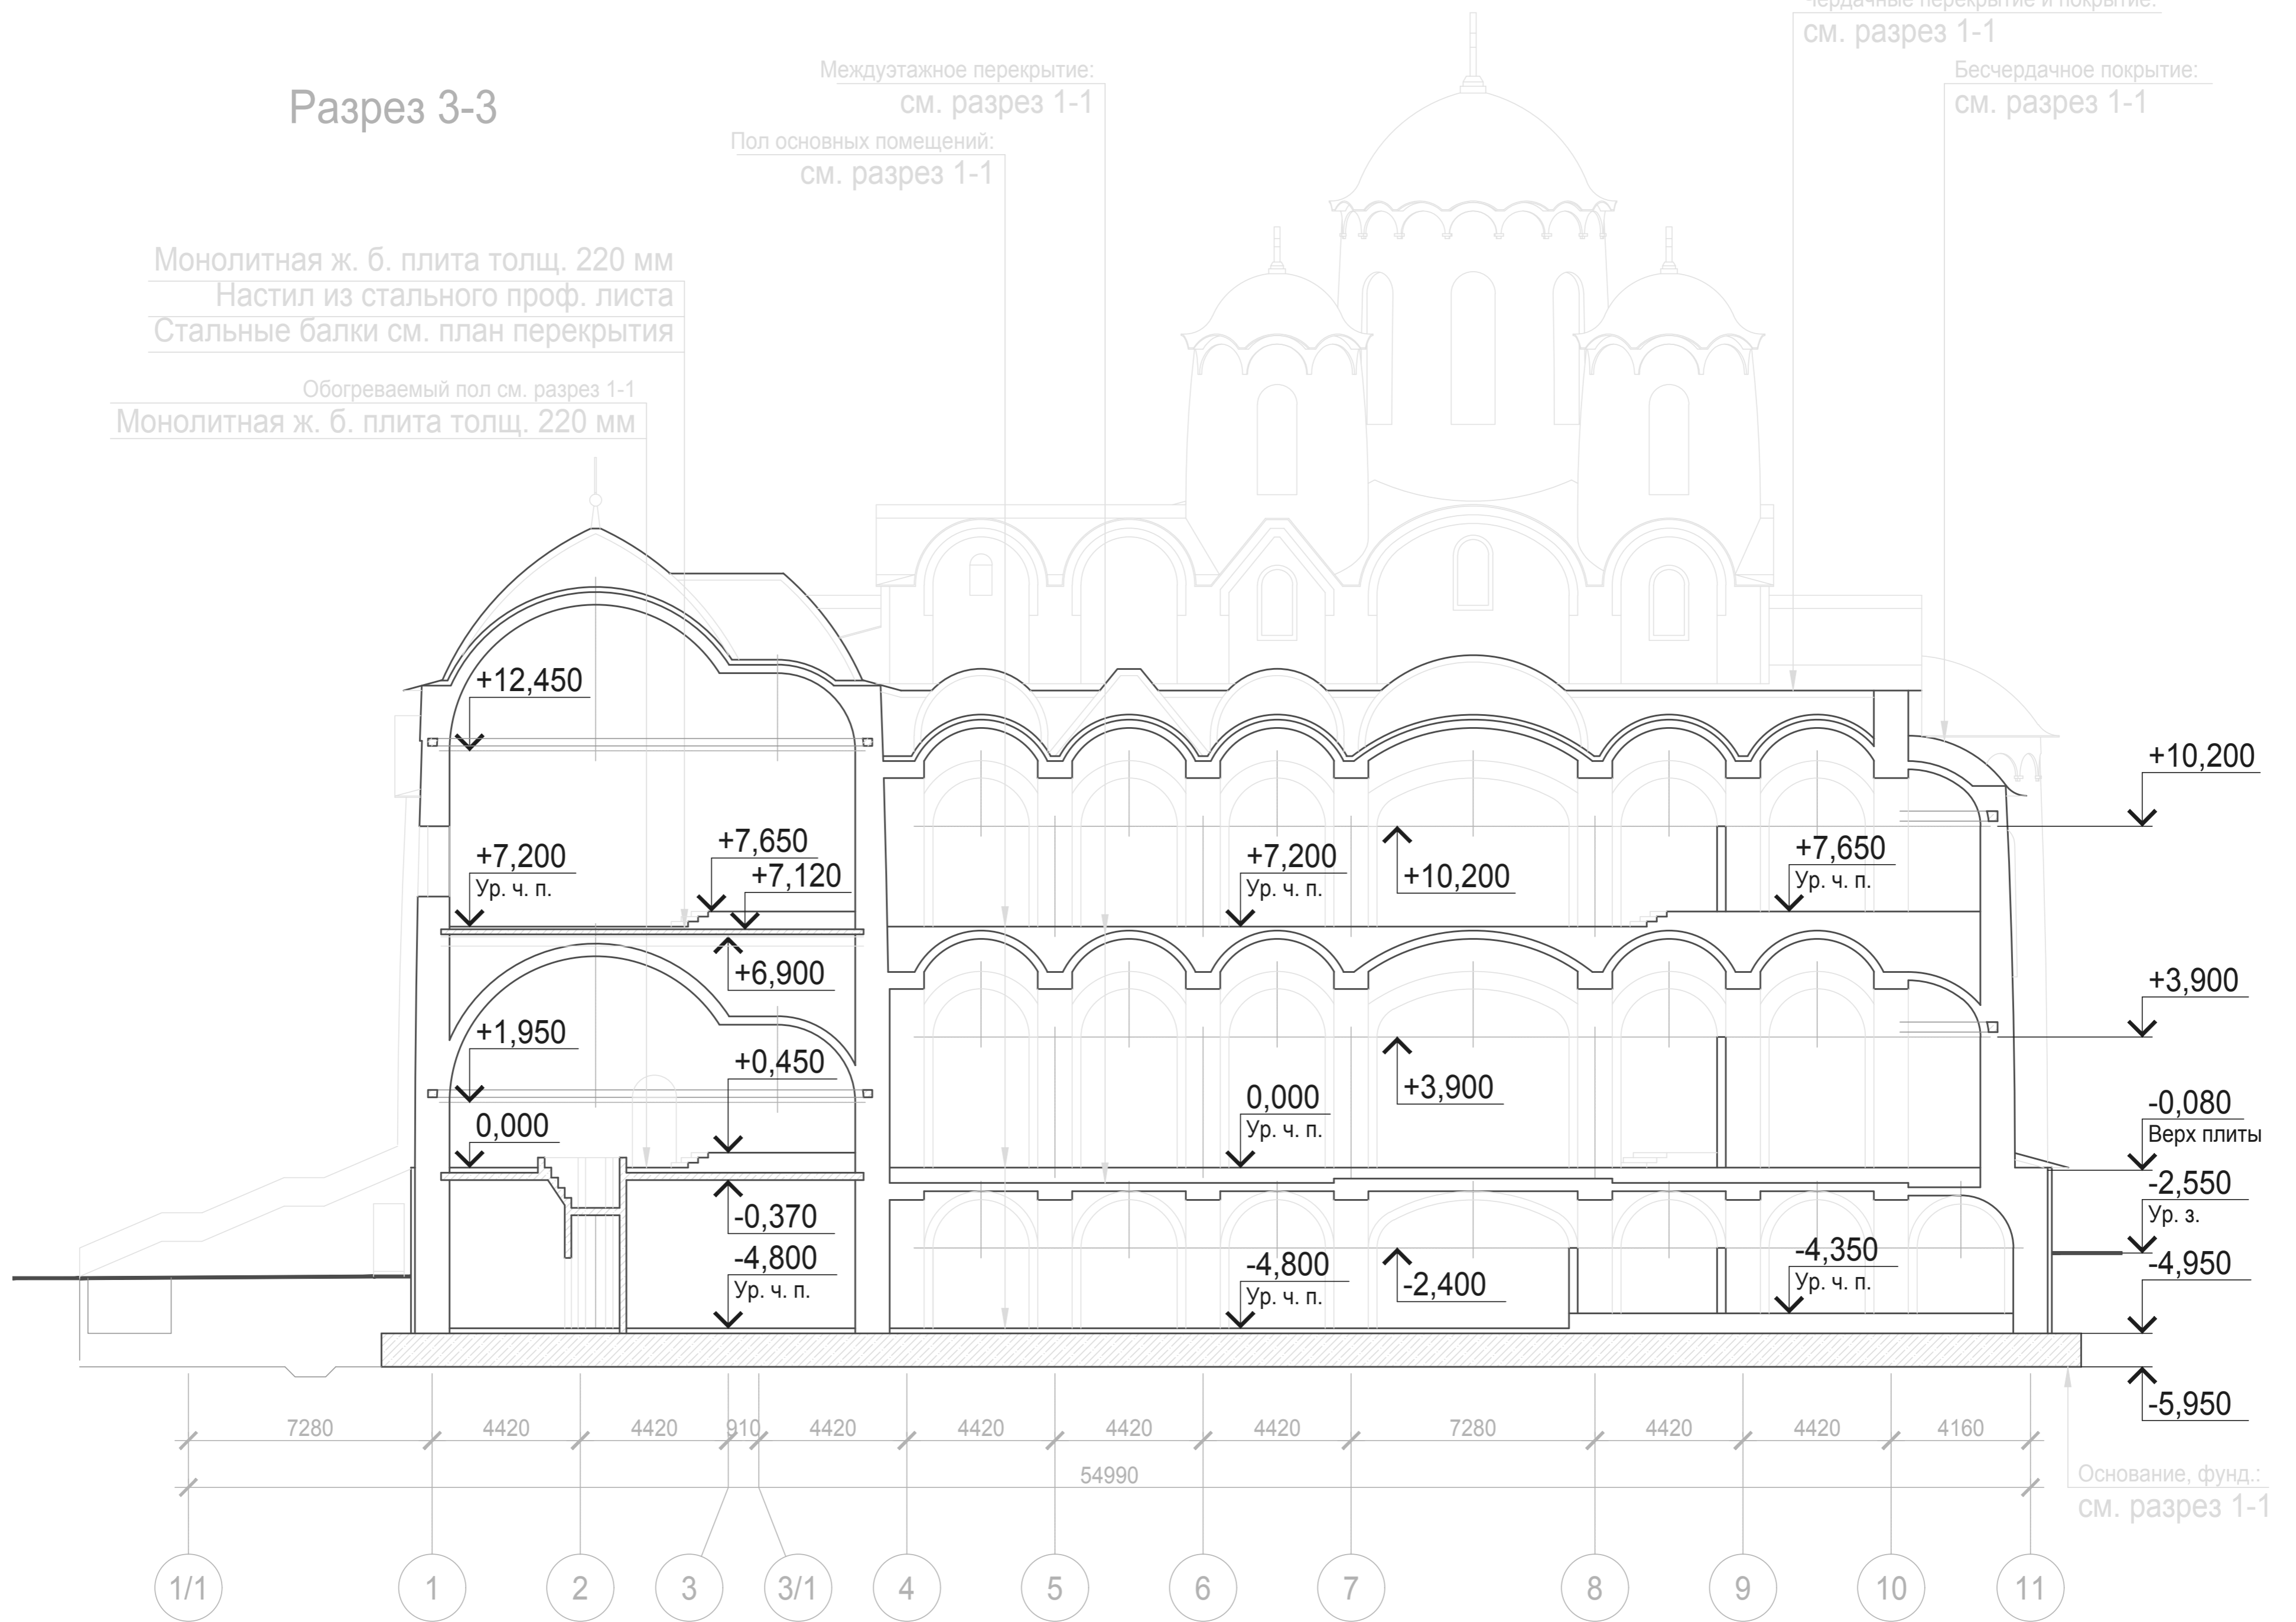 Чердачные перекрытие и покрытие:
см. разрез 1-1
Междуэтажное перекрытие:
см. разрез 1-1
Бесчердачное покрытие:
см. разрез 1-1
Разрез 3-3
Пол основных помещений:
см. разрез 1-1
Монолитная ж. б. плита толщ. 220 мм
Настил из стального проф. листа
Стальные балки см. план перекрытия
Обогреваемый пол см. разрез 1-1
Монолитная ж. б. плита толщ. 220 мм
+12,450
+10,200
+7,200
Ур. ч. п.
+7,650
+7,120
+7,200
Ур. ч. п.
+10,200
+7,650
Ур. ч. п.
+6,900
+3,900
+1,950
+0,450
+3,900
0,000
0,000
Ур. ч. п.
-0,080
Верх плиты
-2,550
Ур. з.
-0,370
-4,800
Ур. ч. п.
-4,800
Ур. ч. п.
-2,400
-4,350
Ур. ч. п.
-4,950
-5,950
7280 4420 4420 910 4420 4420 4420 4420 7280 4420 4420 4160
54990
Основание, фунд.:
см. разрез 1-1
1/1 1 2 3 3/1 4 5 6 7 8 9 10 11